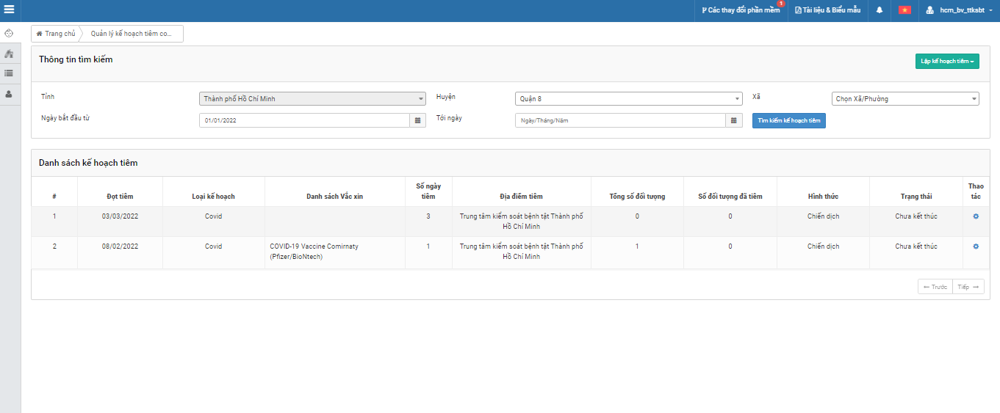 Các thay đổi phần mềm 1 Tài liệu & Biểu mẫu hcm_bv_ttksbt
Trang chủ Quản lý kế hoạch tiêm co...
Thông tin tìm kiếm Lập kế hoạch tiêm
Tỉnh Thành phố Hồ Chí Minh Huyện Quận 8 Xã Chọn Xã/Phường
Ngày bắt đầu từ 01/01/2022 Tới ngày Ngày/Tháng/Năm Tìm kiếm kế hoạch tiêm
Danh sách kế hoạch tiêm
# Đợt tiêm Loại kế hoạch Danh sách Vắc xin Số ngày tiêm Địa điểm tiêm Tổng số đối tượng Số đối tượng đã tiêm Hình thức Trạng thái Thao tác
1 03/03/2022 Covid 3 Trung tâm kiểm soát bệnh tật Thành phố 0 0 Chiến dịch Chưa kết thúc
Hồ Chí Minh
2 08/02/2022 Covid COVID-19 Vaccine Comirnaty 1 Trung tâm kiểm soát bệnh tật Thành phố 1 0 Chiến dịch Chưa kết thúc
(Pfizer/BioNtech) Hồ Chí Minh
← Trước Tiếp →